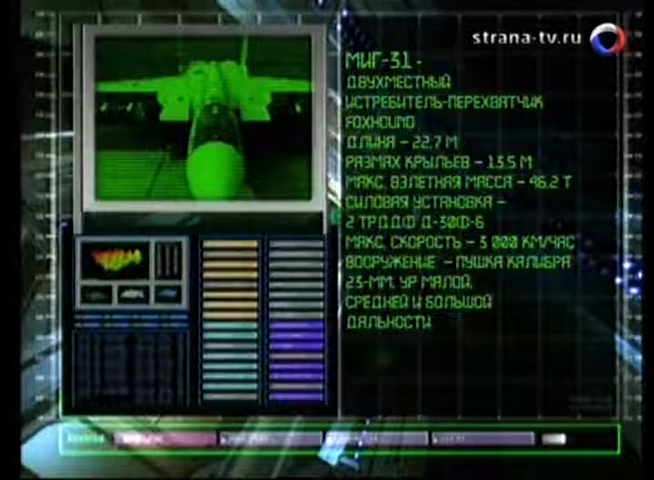 strana-tv.ru
МИГ-31 -
ДВУХМЕСТНЫЙ
ИСТРЕБИТЕЛЬ-ПЕРЕХВАТЧИК
FOXHOUND
ДЛИНА - 22,7 М
РАЗМАХ КРЫЛЬЕВ - 13,5 М
МАКС. ВЗЛЕТНАЯ МАССА - 46,2 Т
СИЛОВАЯ УСТАНОВКА -
2 ТРДДФ Д-30Ф-6
МАКС. СКОРОСТЬ - 3 000 КМ/ЧАС
ВООРУЖЕНИЕ - ПУШКА КАЛИБРА
23-ММ, УР МАЛОЙ,
СРЕДНЕЙ И БОЛЬШОЙ
ДАЛЬНОСТИ